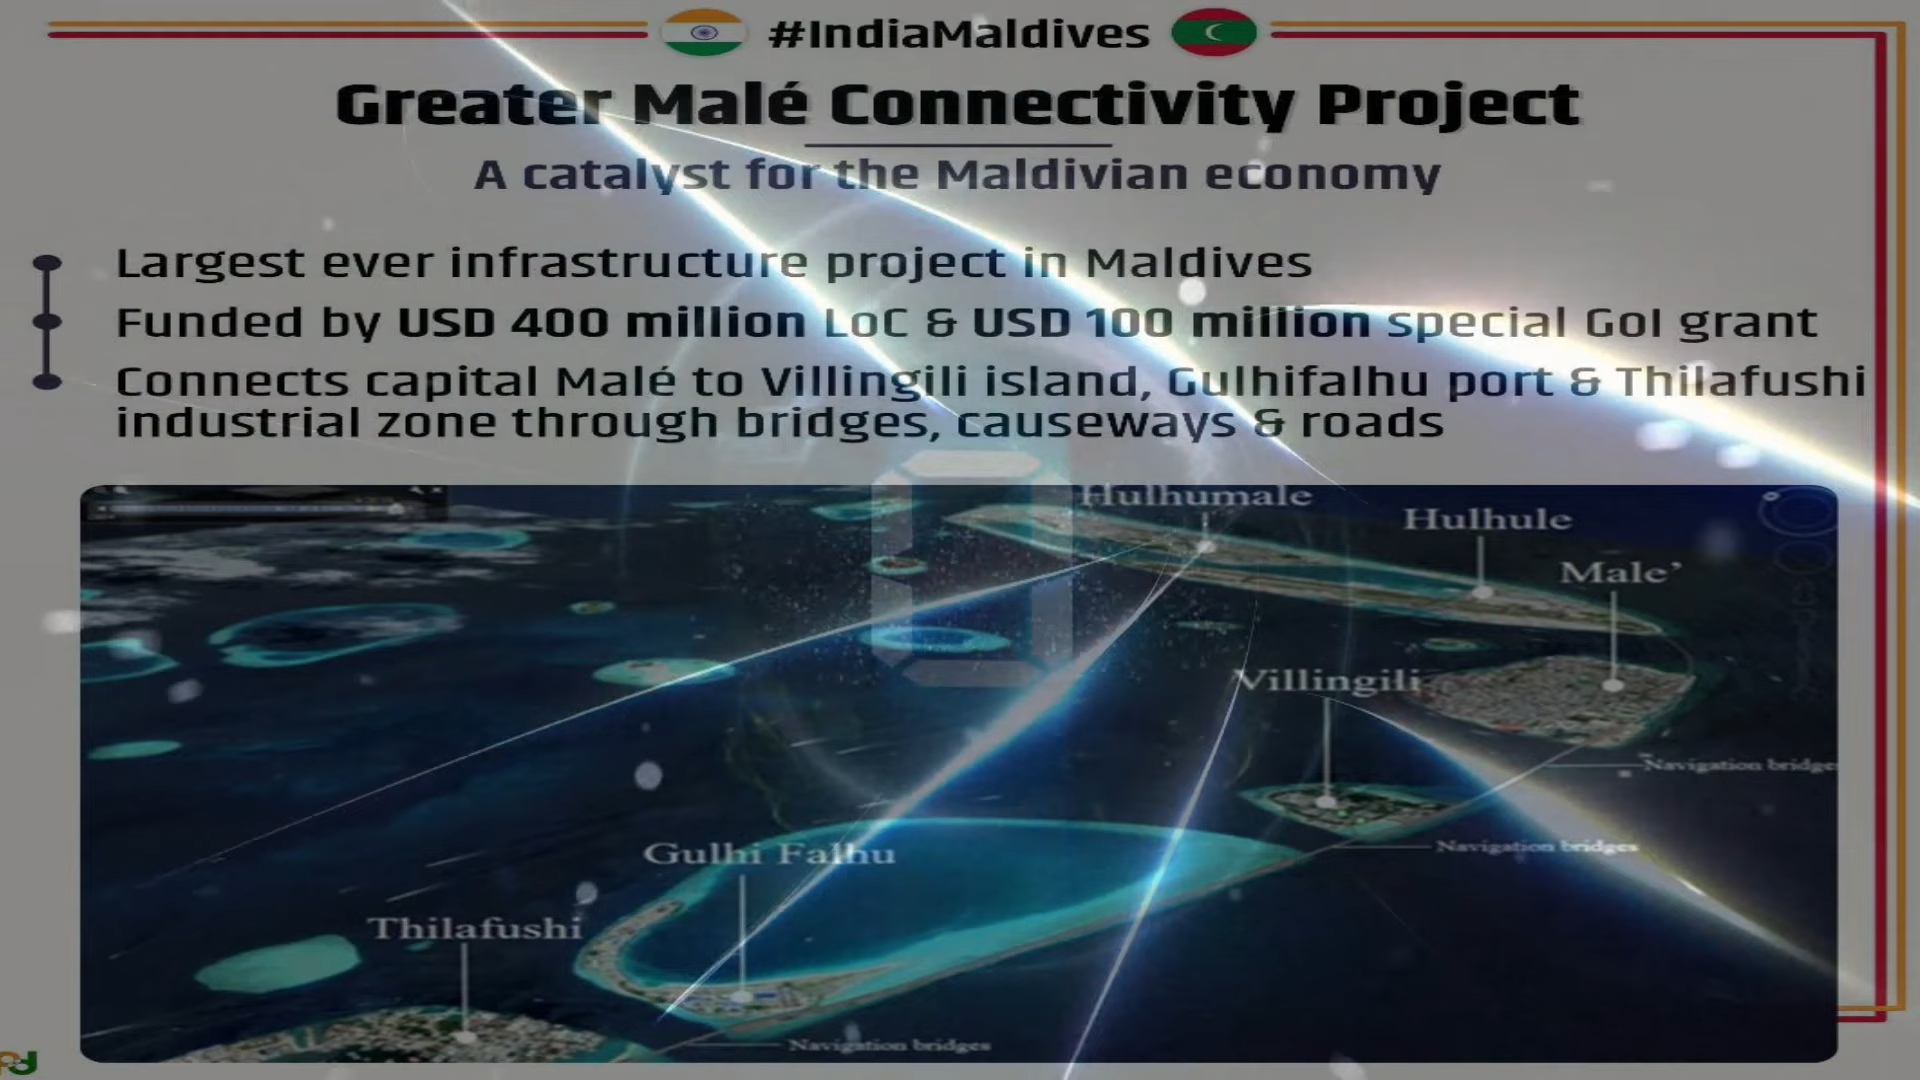 #IndiaMaldives
Greater Malé Connectivity Project
A catalyst for the Maldivian economy
Largest ever infrastructure project in Maldives
Funded by USD 400 million LoC & USD 100 million special GoI grant
Connects capital Malé to Villingili island, Gulhifalhu port & Thilafushi
industrial zone through bridges, causeways & roads
Hulhumale
Hulhule
Male’
Villingili
Navigation bridge
Navigation bridges
Gulhi Falhu
Thilafushi
Navigation bridges
0